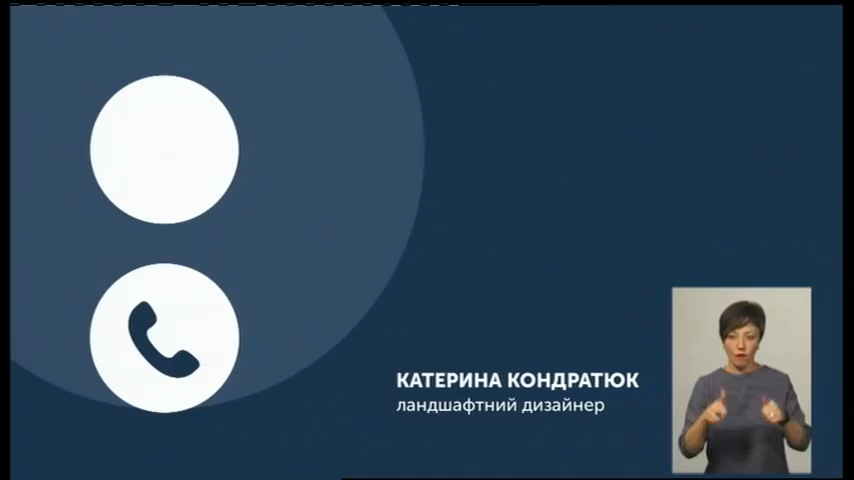 КАТЕРИНА КОНДРАТЮК
ландшафтний дизайнер